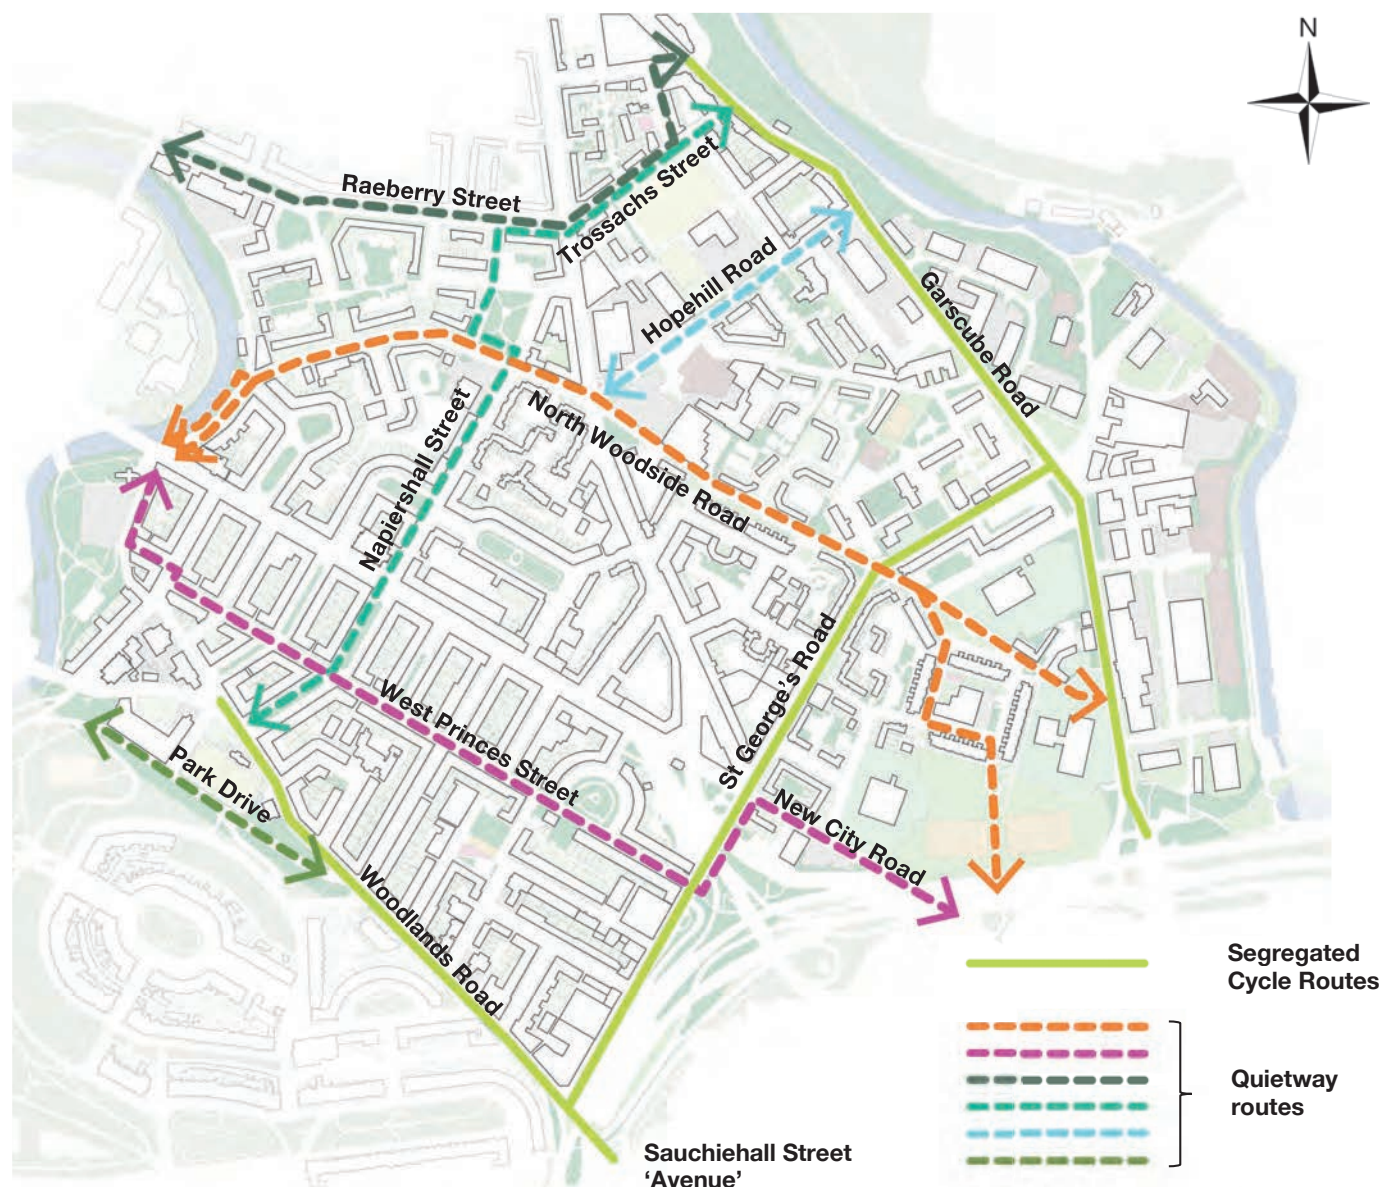 N
Raeberry Street
Trossachs Street
Hopehill Road
Garscube Road
North Woodside Road
Napiershall Street
St George's Road
West Princes Street
Park Drive
New City Road
Woodlands Road
Segregated
Cycle Routes
Quietway
routes
Sauchiehall Street
‘Avenue’